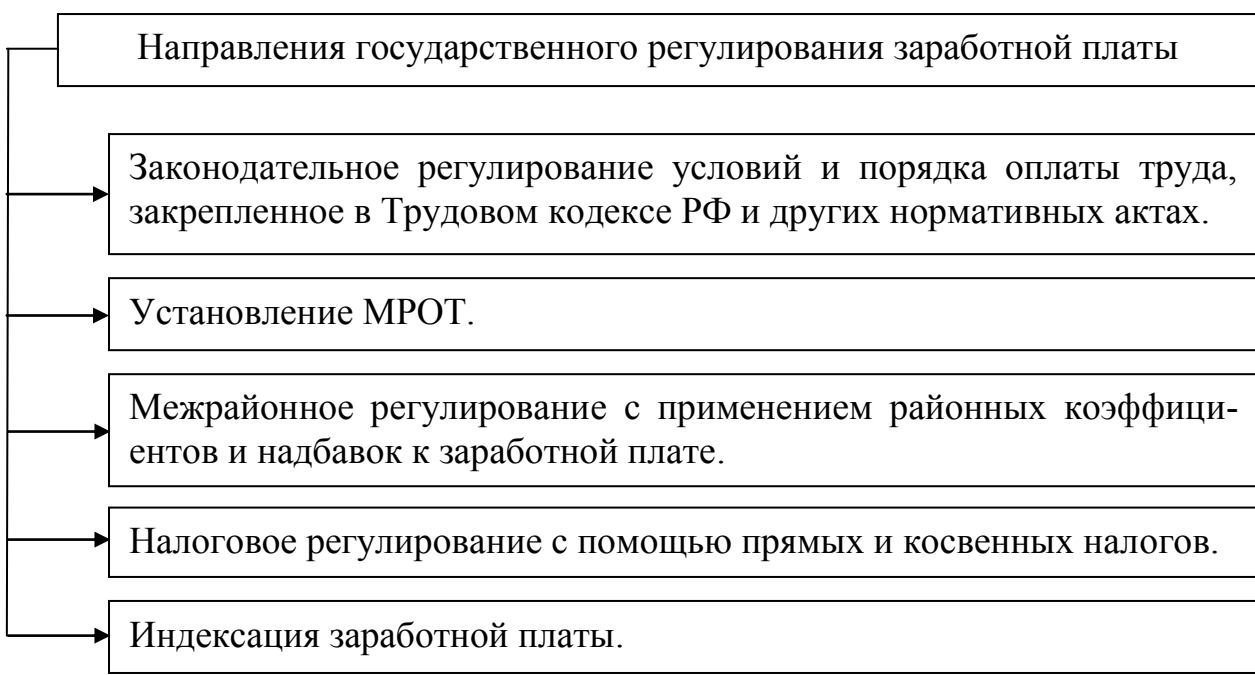 Направления государственного регулирования заработной платы
Законодательное регулирование условий и порядка оплаты труда,
закрепленное в Трудовом кодексе РФ и других нормативных актах.
Установление МРОТ.
Межрайонное регулирование с применением районных коэффици-
ентов и надбавок к заработной плате.
Налоговое регулирование с помощью прямых и косвенных налогов.
Индексация заработной платы.